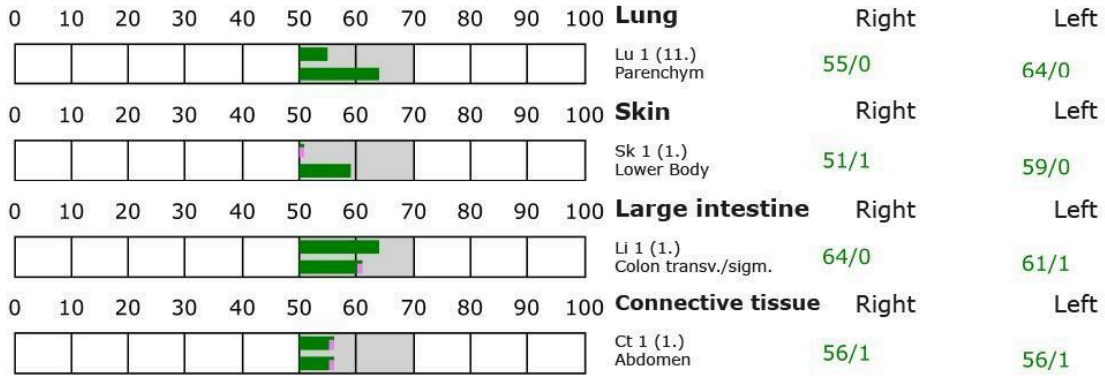 0 10 20 30 40 50 60 70 80 90 100 Lung Right Left
Lu 1 (11.)
Parenchym 55/0 64/0
0 10 20 30 40 50 60 70 80 90 100 Skin Right Left
Sk 1 (1.)
Lower Body 51/1 59/0
0 10 20 30 40 50 60 70 80 90 100 Large intestine Right Left
Li 1 (1.)
Colon transv./sigm. 64/0 61/1
0 10 20 30 40 50 60 70 80 90 100 Connective tissue Right Left
Ct 1 (1.)
Abdomen 56/1 56/1